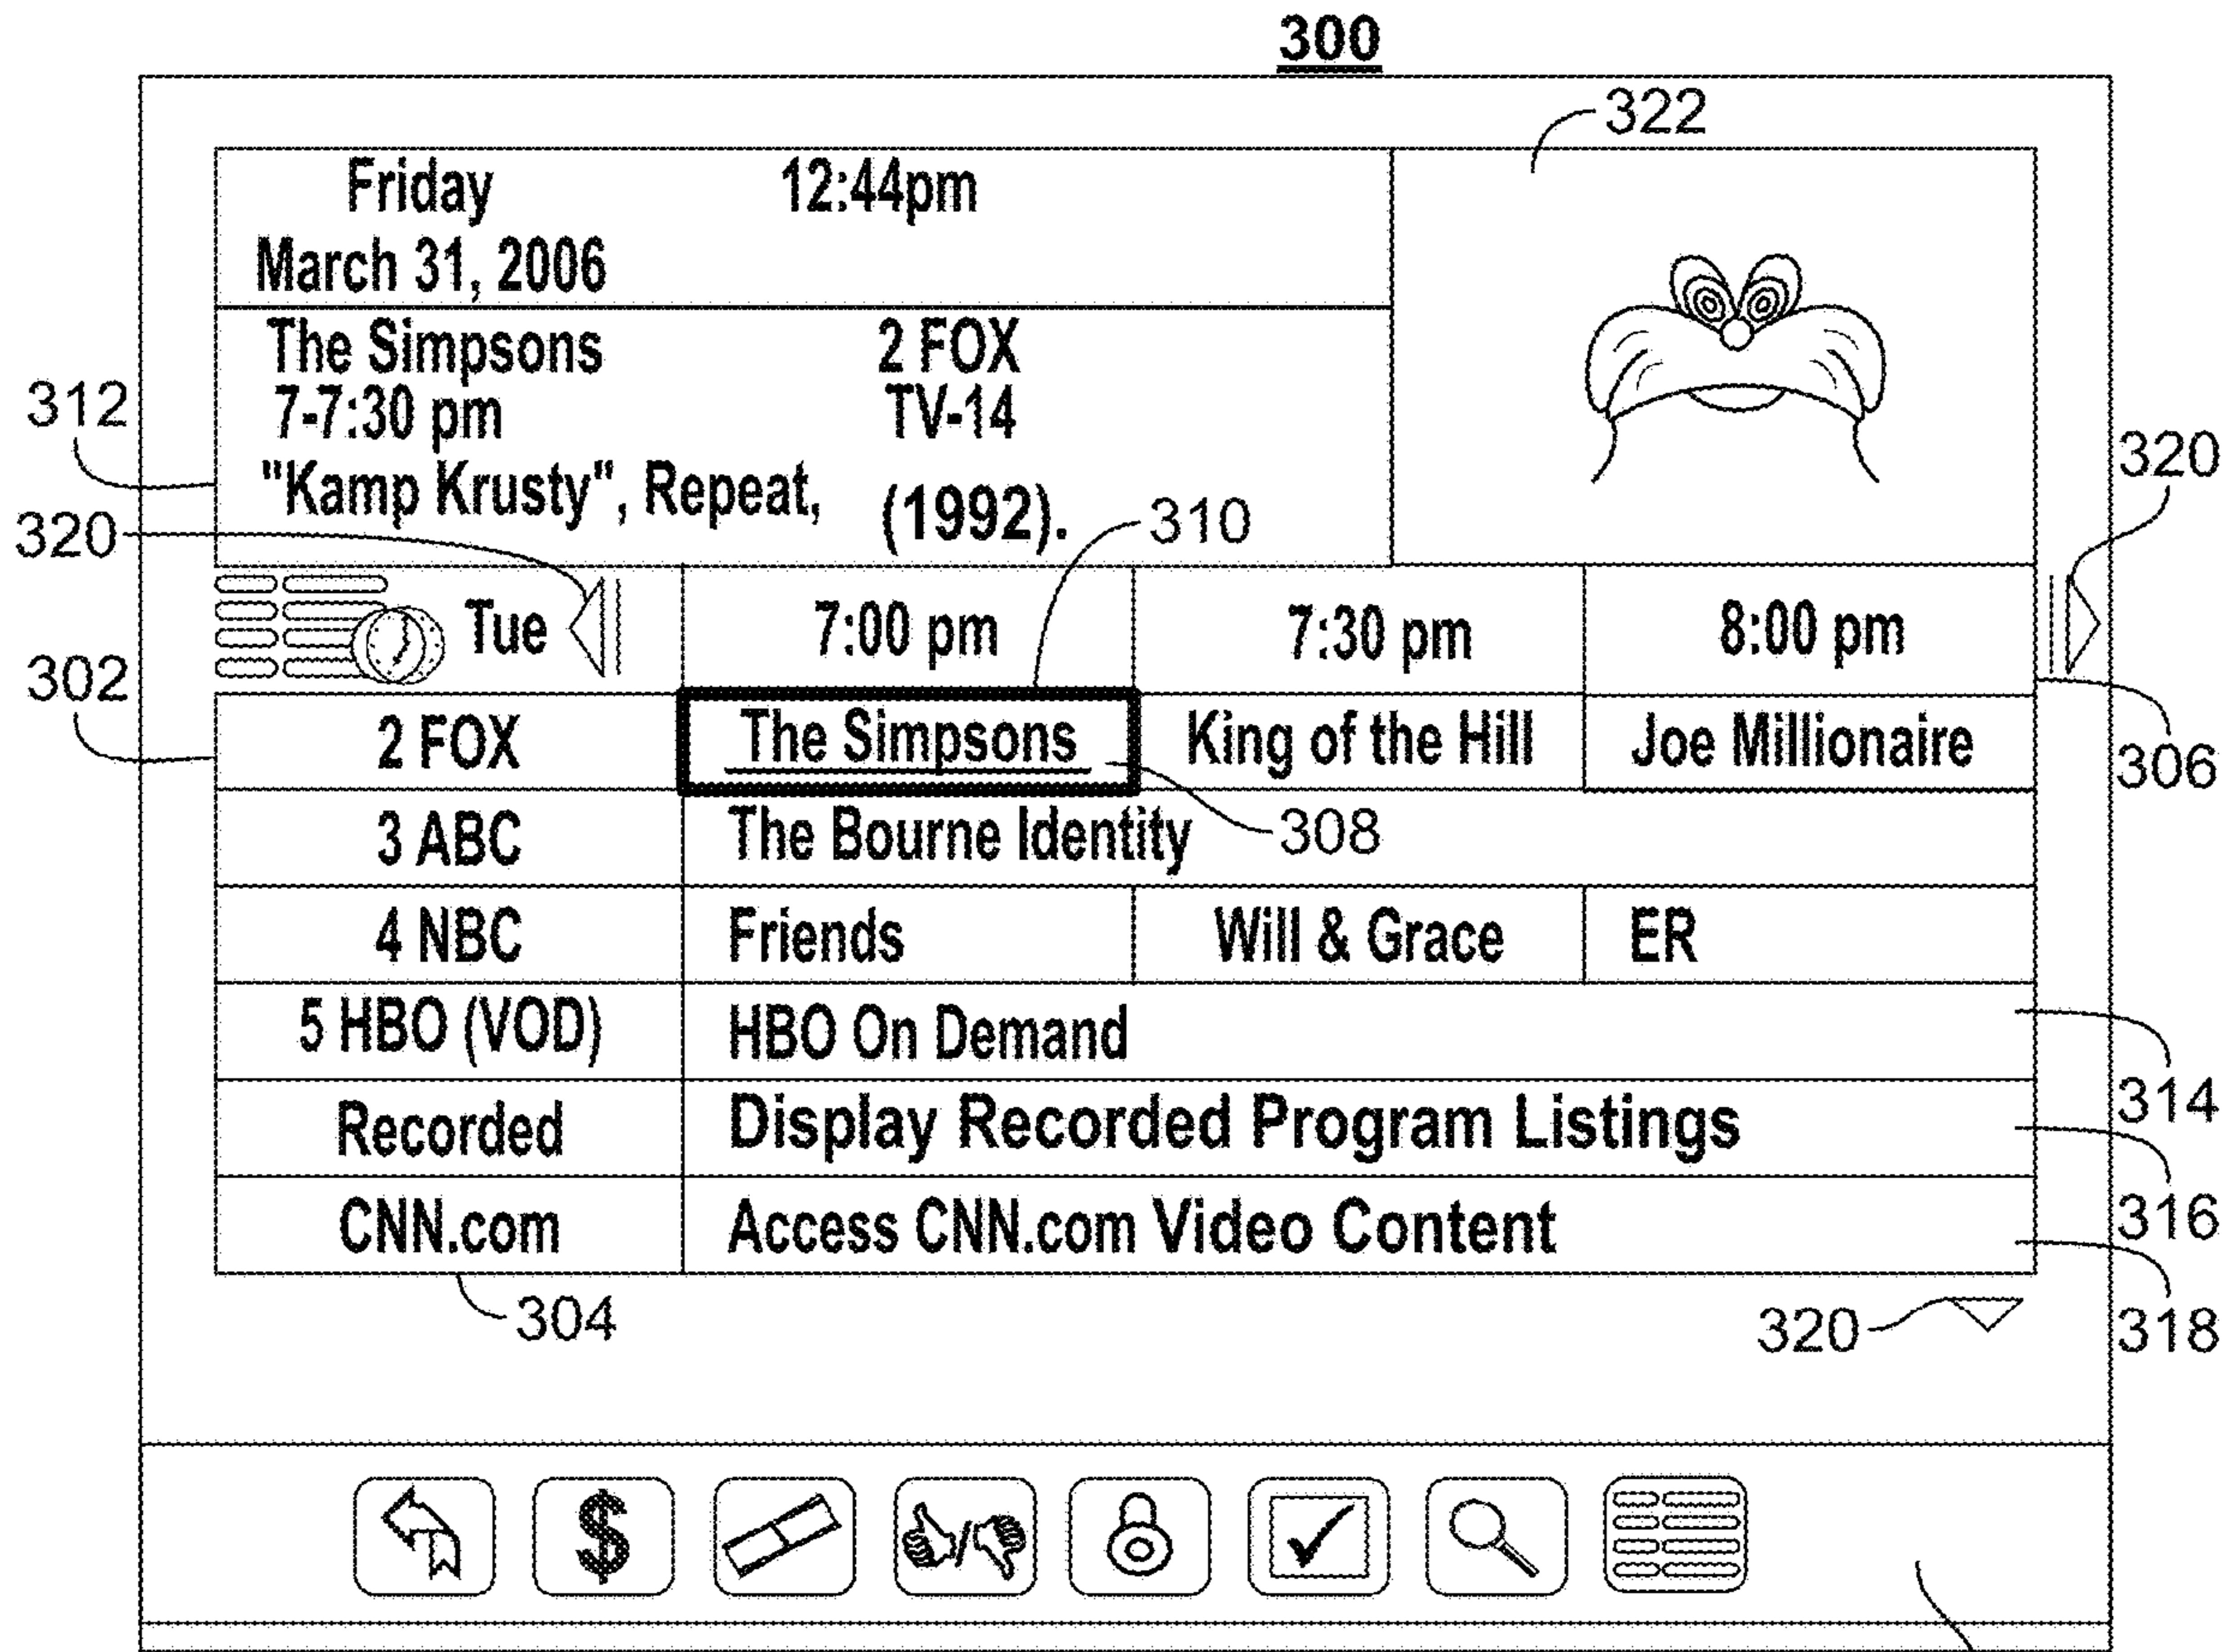 300
322
Friday 12:44pm
March 31, 2006
The Simpsons 2 FOX
7-7:30 pm TV-14
"Kamp Krusty", Repeat, (1992).
312
320
310
320
Tue 7:00 pm 7:30 pm 8:00 pm
302
306
2 FOX The Simpsons King of the Hill Joe Millionaire
308
3 ABC The Bourne Identity
4 NBC Friends Will & Grace ER
5 HBO (VOD) HBO On Demand
314
Recorded Display Recorded Program Listings
316
CNN.com Access CNN.com Video Content
318
304
320
$